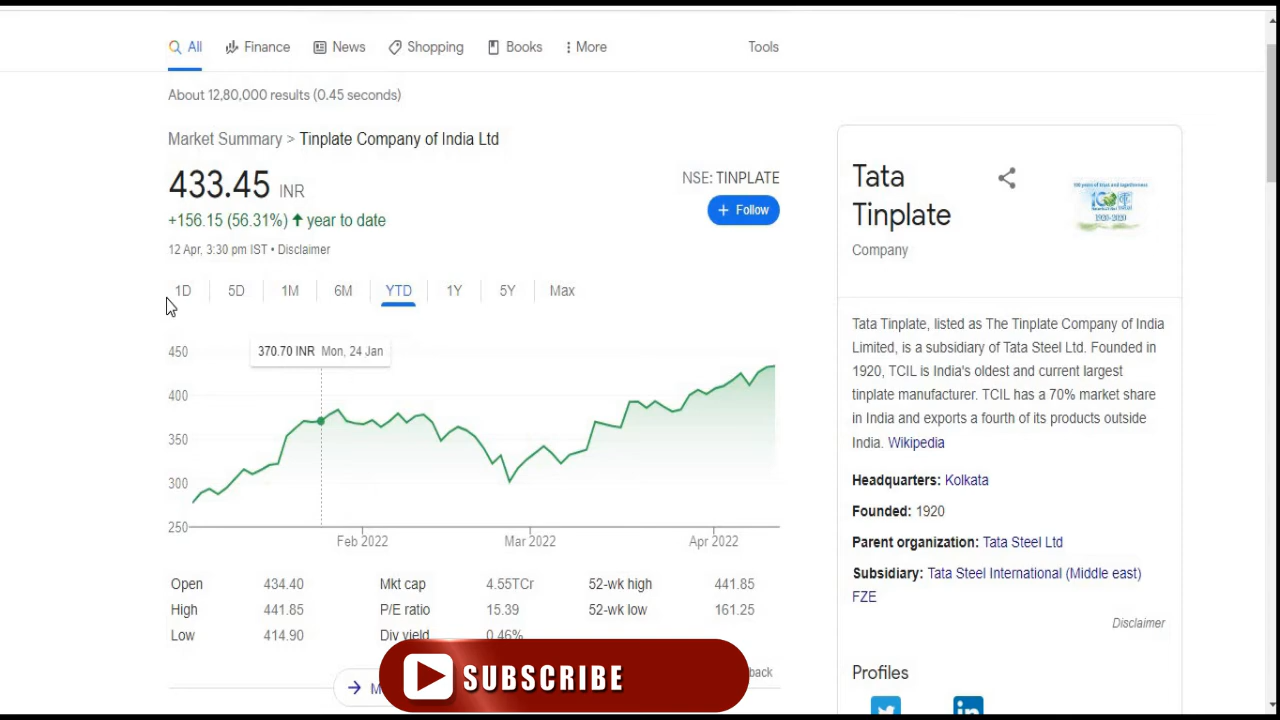 All Finance News Shopping Books More Tools
About 12,80,000 results (0.45 seconds)
Market Summary > Tinplate Company of India Ltd
433.45 INR
+156.15 (56.31%) year to date
12 Apr, 3:30 pm IST • Disclaimer
NSE: TINPLATE
+ Follow
1D 5D 1M 6M YTD 1Y 5Y Max
370.70 INR Mon, 24 Jan
450
400
350
300
250
Feb 2022 Mar 2022 Apr 2022
Open 434.40 Mkt cap 4.55TCr 52-wk high 441.85
High 441.85 P/E ratio 15.39 52-wk low 161.25
Low 414.90 Div yield 0.46%
SUBSCRIBE
Tata
Tinplate
Company
1920-2020
Tata Tinplate, listed as The Tinplate Company of India
Limited, is a subsidiary of Tata Steel Ltd. Founded in
1920, TCIL is India's oldest and current largest
tinplate manufacturer. TCIL has a 70% market share
in India and exports a fourth of its products outside
India. Wikipedia
Headquarters: Kolkata
Founded: 1920
Parent organization: Tata Steel Ltd
Subsidiary: Tata Steel International (Middle east)
FZE
Disclaimer
Profiles